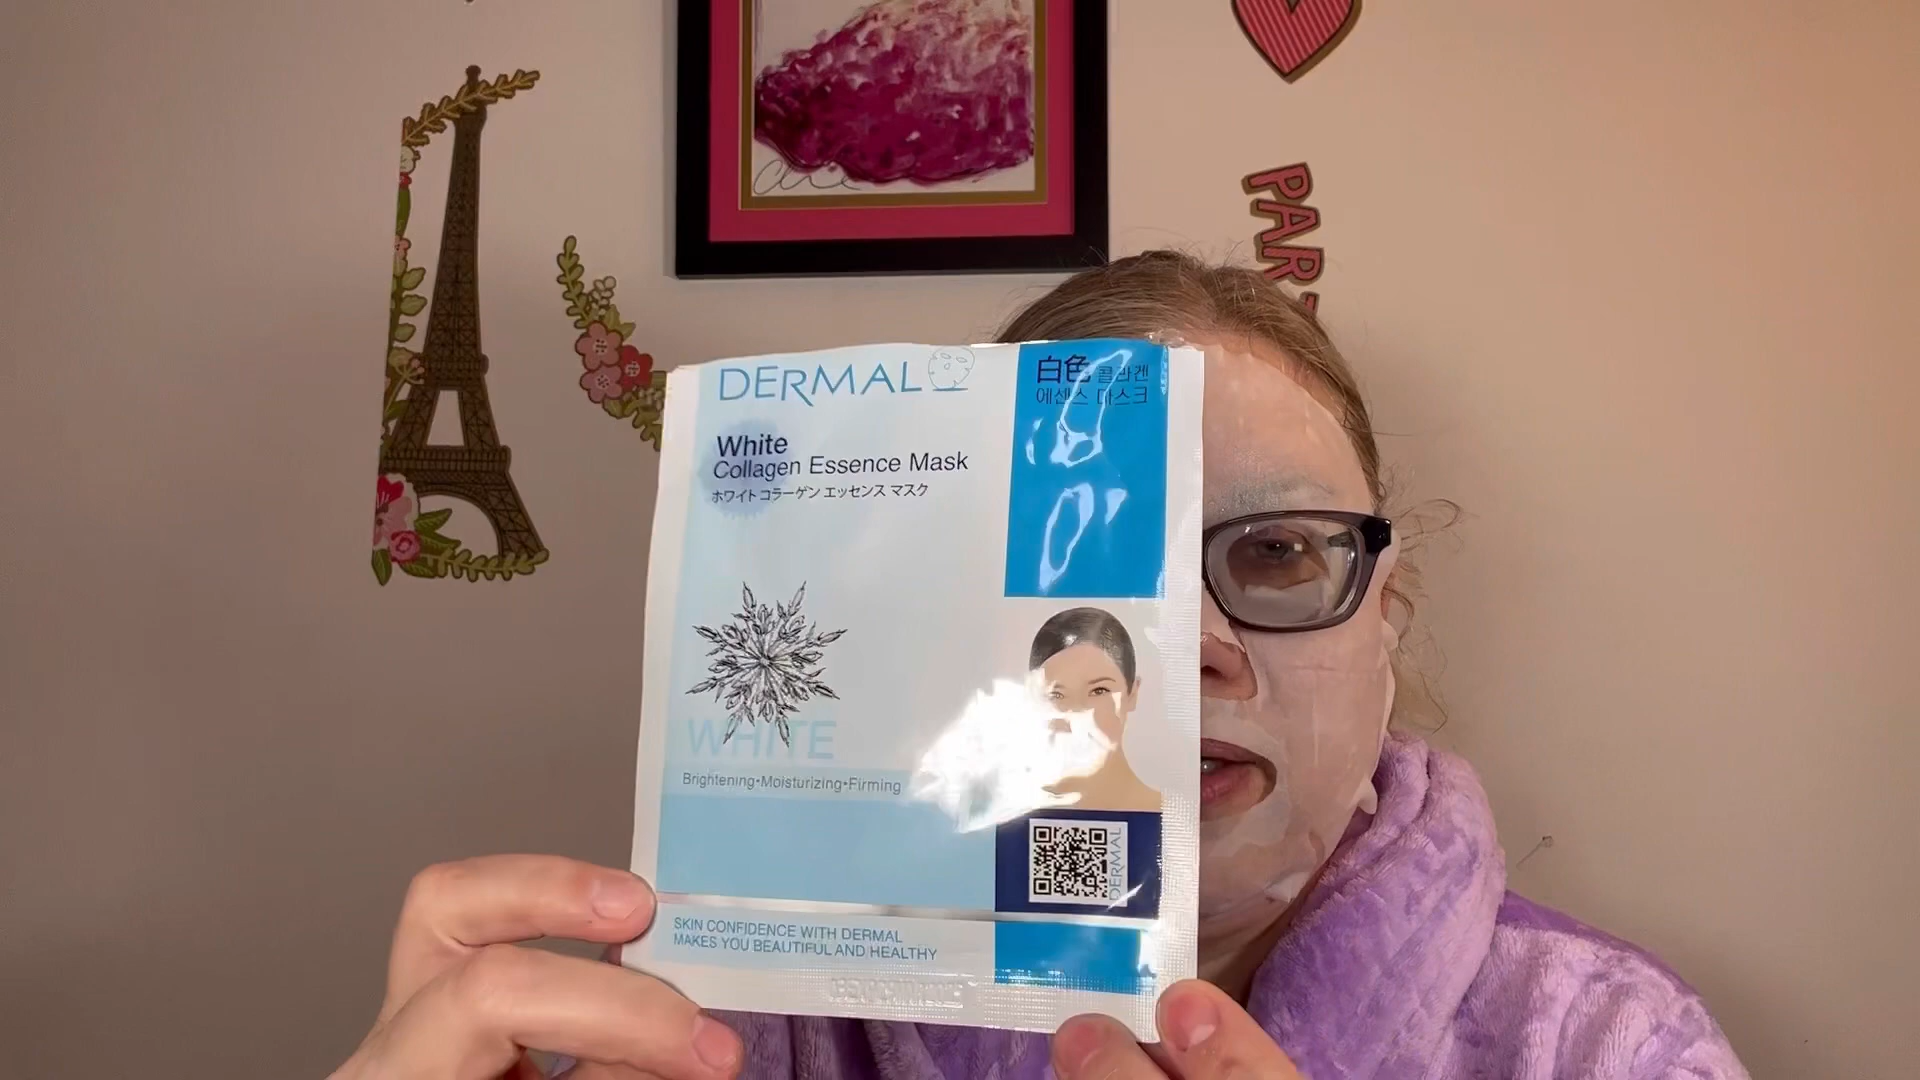 PAR
DERMAL
白色 콜라겐
에센스 마스크
White
Collagen Essence Mask
ホワイト コラーゲン エッセンス マスク
WHITE
Brightening•Moisturizing•Firming
DERMAL
SKIN CONFIDENCE WITH DERMAL
MAKES YOU BEAUTIFUL AND HEALTHY